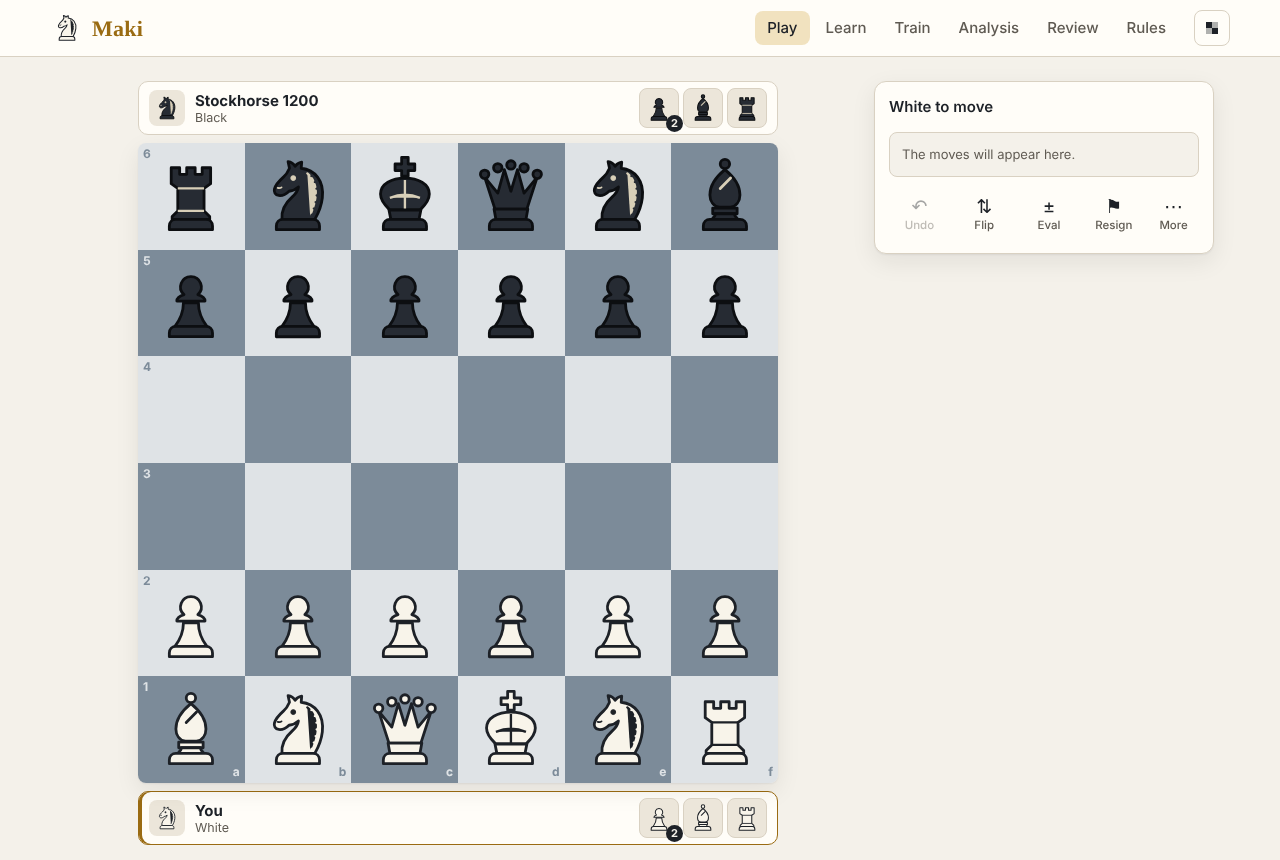 Maki
Play Learn Train Analysis Review Rules
Stockhorse 1200
Black
2
White to move
The moves will appear here.
Undo Flip Eval Resign More
6
5
4
3
2
1
a b c d e f
You
White
2